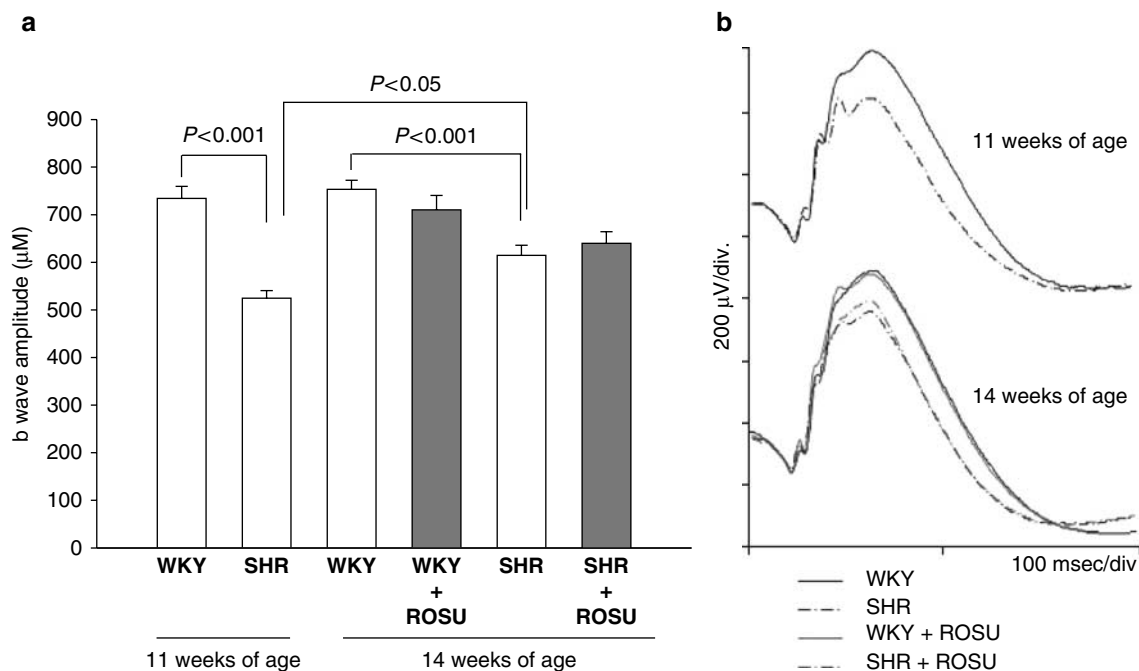 a
P<0.05
P<0.001
P<0.001
b wave amplitude (µM)
900
800
700
600
500
400
300
200
100
0
WKY
SHR
WKY
WKY + ROSU
SHR
SHR + ROSU
11 weeks of age
14 weeks of age
b
11 weeks of age
14 weeks of age
200 µV/div.
100 msec/div
WKY
SHR
WKY + ROSU
SHR + ROSU